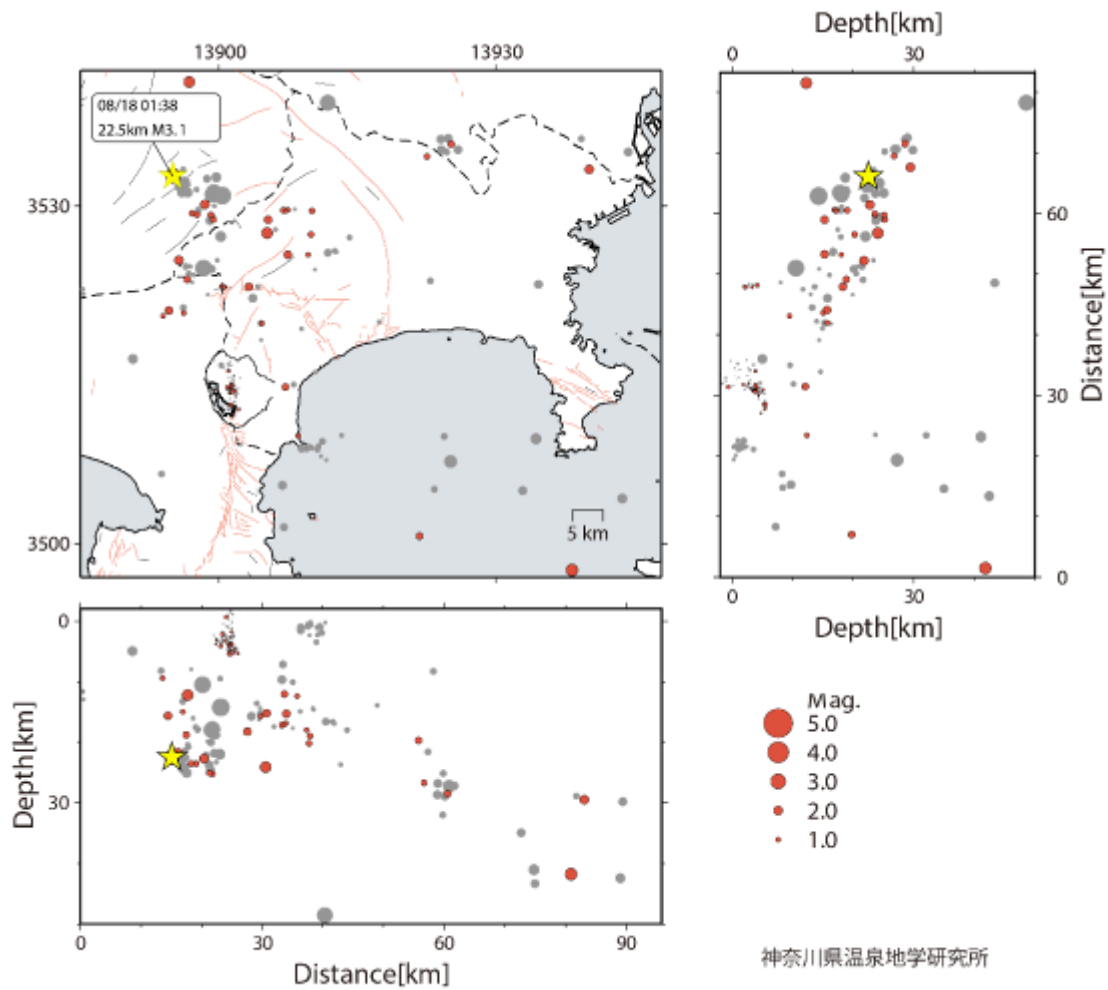 Depth[km]
13900
13930
0
30
08/18 01:38
22.5km M3.1
3530
3500
5 km
60
30
0
Distance[km]
0
30
Depth[km]
0
30
Depth[km]
0
30
60
90
Distance[km]
Mag.
5.0
4.0
3.0
2.0
1.0
神奈川県温泉地学研究所